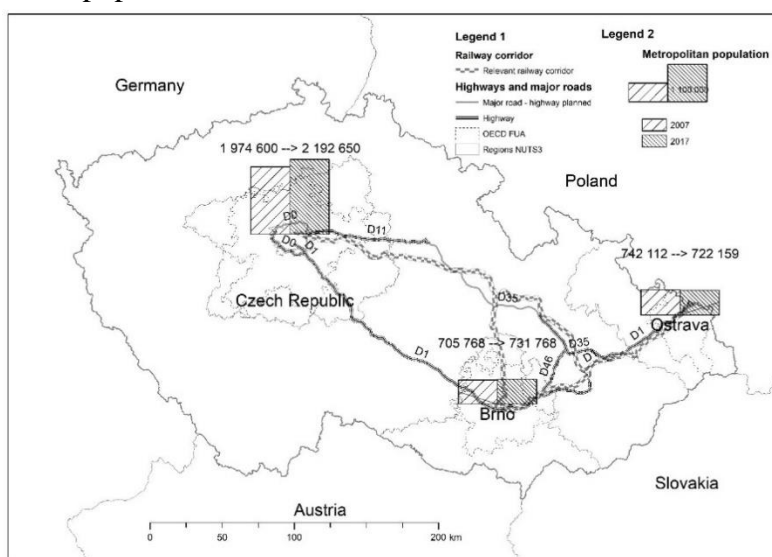 Legend 1
Railway corridor
Relevant railway corridor
Highways and major roads
Major road - highway planned
Highway
OECD FUA
Regions NUTS3
Legend 2
Metropolitan population
1 100 000
2007
2017
Germany
Poland
1 974 600 --> 2 192 650
742 112 --> 722 159
D0
D0
D1
D11
D35
Czech Republic
Ostrava
D1
705 768 --> 731 768
D35
D1
D46
D1
Brno
Slovakia
Austria
0 50 100 200 km